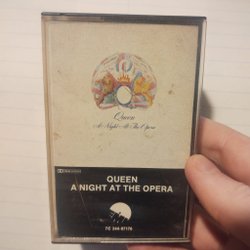 Queen
A Night At The Opera
QUEEN
A NIGHT AT THE OPERA